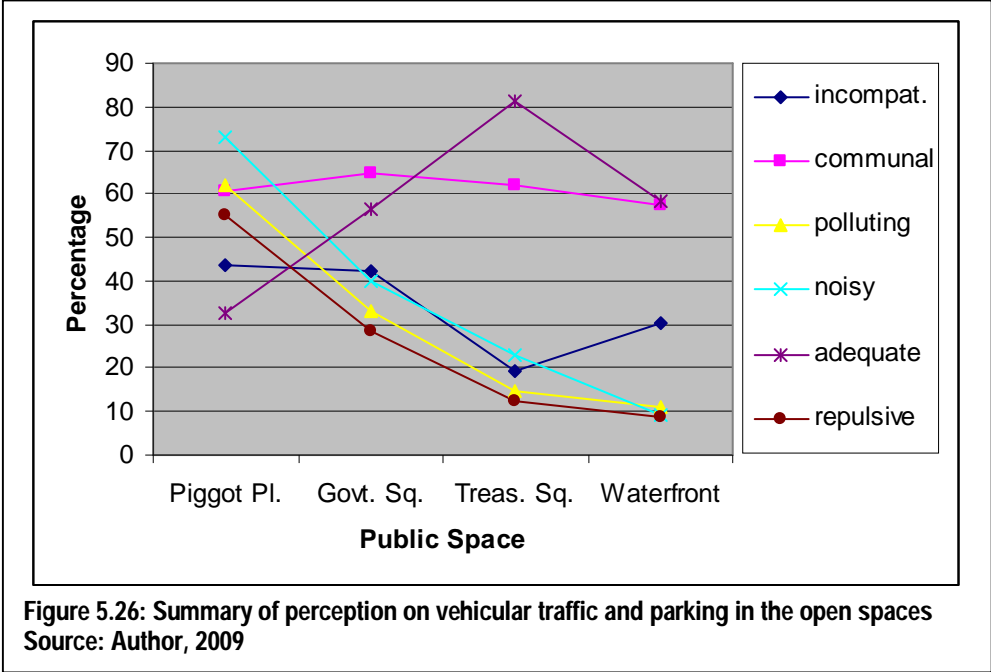 90
80
70
60
50
40
30
20
10
0
Percentage
Piggot Pl. Govt. Sq. Treas. Sq. Waterfront
Public Space
incompat.
communal
polluting
noisy
adequate
repulsive
Figure 5.26: Summary of perception on vehicular traffic and parking in the open spaces
Source: Author, 2009